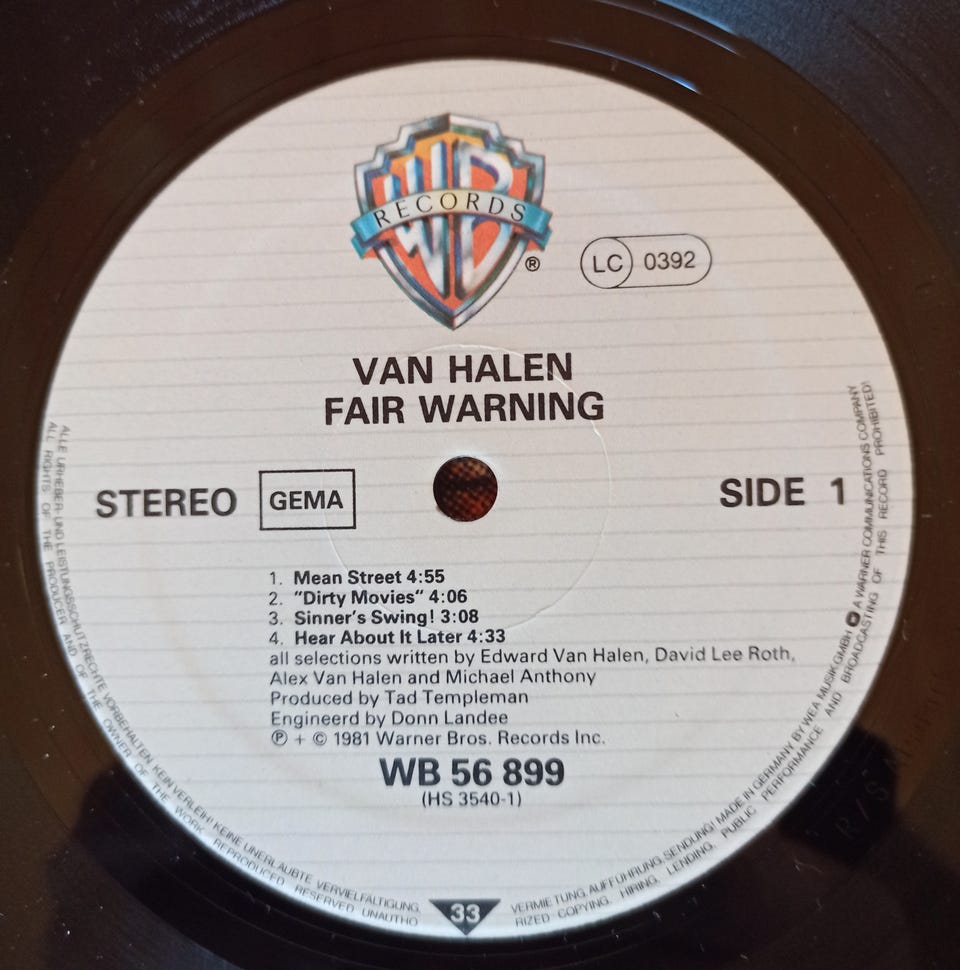 WB
RECORDS
®
LC 0392
VAN HALEN
FAIR WARNING
STEREO
GEMA
SIDE 1
1. Mean Street 4:55
2. "Dirty Movies" 4:06
3. Sinner's Swing! 3:08
4. Hear About It Later 4:33
all selections written by Edward Van Halen, David Lee Roth,
Alex Van Halen and Michael Anthony
Produced by Tad Templeman
Engineerd by Donn Landee
℗ + © 1981 Warner Bros. Records Inc.
WB 56 899
(HS 3540-1)
33
ALLE URHEBER- UND LEISTUNGSSCHUTZRECHTE VORBEHALTEN KEIN VERLEIH! KEINE UNERLAUBTE VERVIELFÄLTIGUNG, VERMIETUNG, AUFFÜHRUNG, SENDUNG! MADE IN GERMANY BY WEA MUSIK GMBH A WARNER COMMUNICATIONS COMPANY
ALL RIGHTS OF THE PRODUCER AND OF THE OWNER OF THE WORK REPRODUCED RESERVED UNAUTHORIZED COPYING, HIRING, LENDING, PUBLIC PERFORMANCE AND BROADCASTING OF THIS RECORD PROHIBITED!